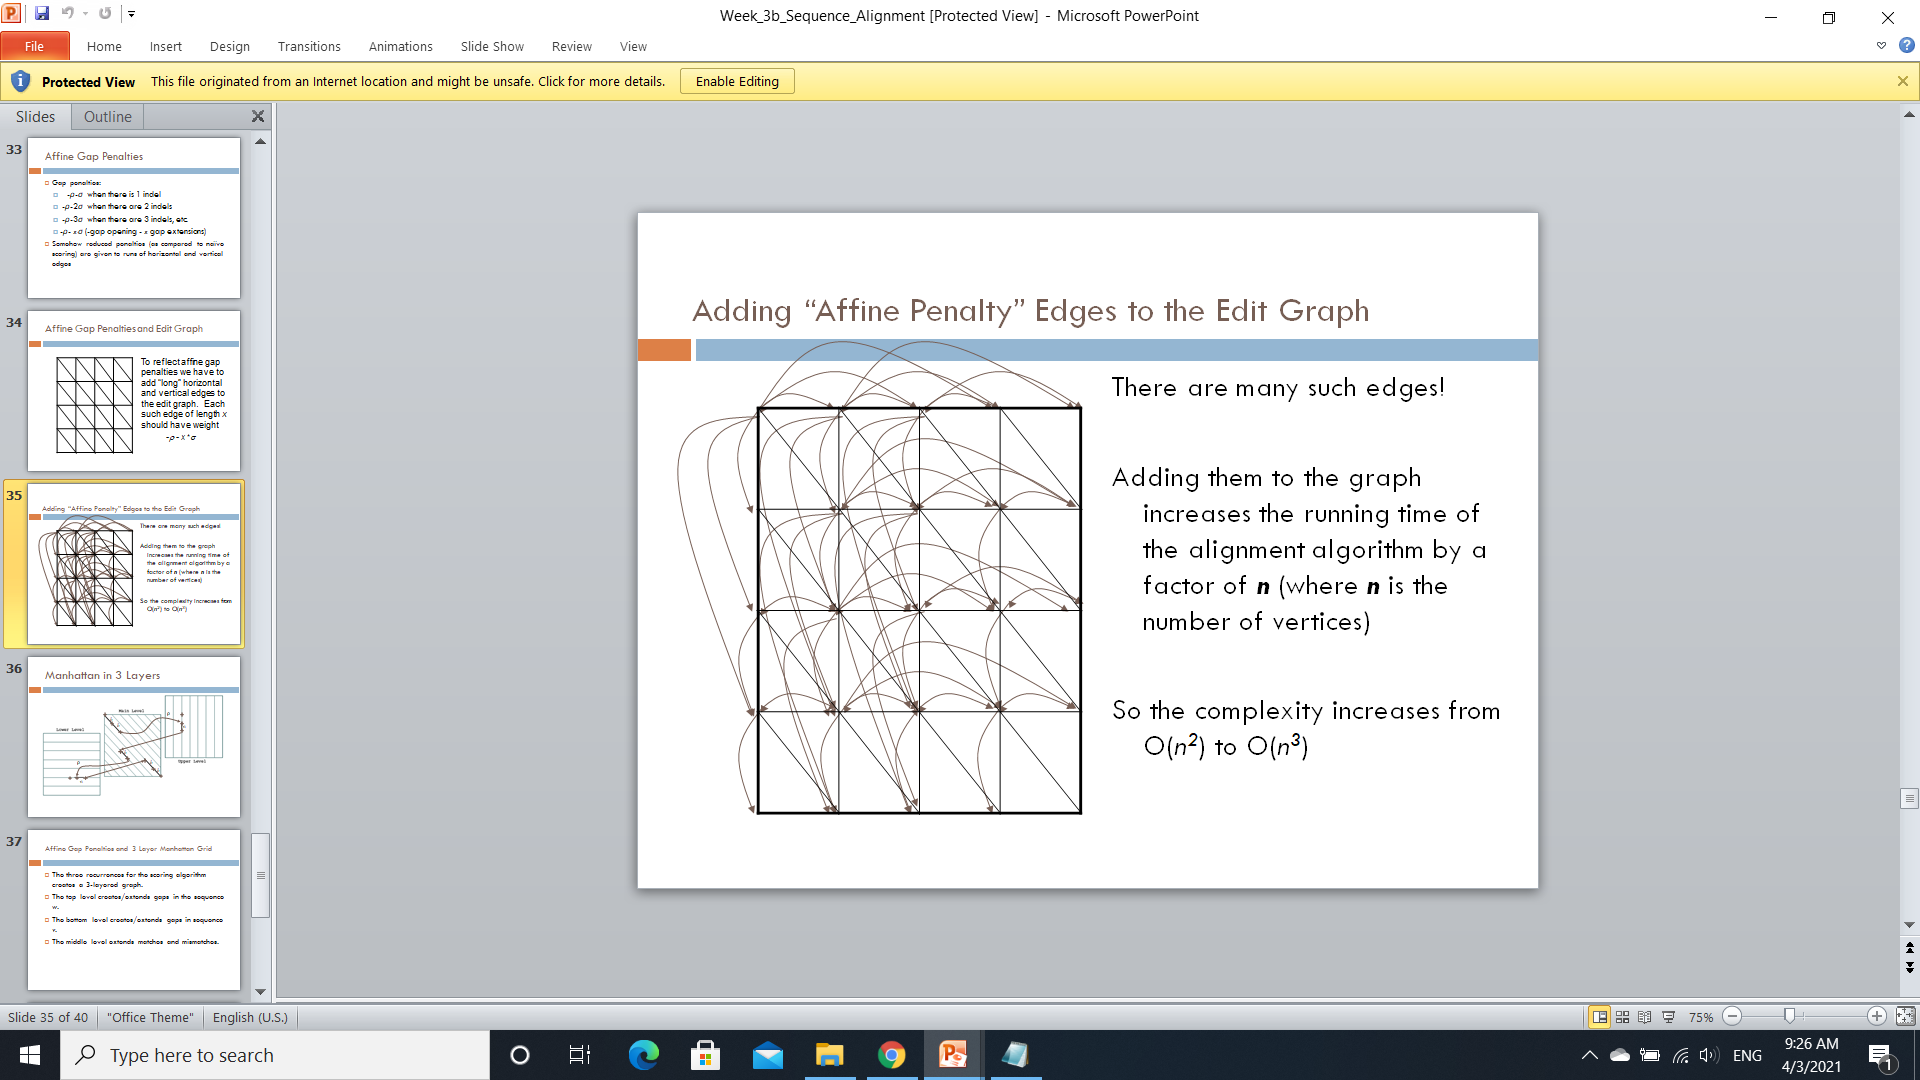 Week_3b_Sequence_Alignment [Protected View] - Microsoft PowerPoint
File Home Insert Design Transitions Animations Slide Show Review View
Protected View This file originated from an Internet location and might be unsafe. Click for more details. Enable Editing
Slides Outline
33
Affine Gap Penalties
Gap penalties:
-ρ-σ when there is 1 indel
-ρ-2σ when there are 2 indels
-ρ-3σ when there are 3 indels, etc.
-ρ- xσ (-gap opening - x gap extensions)
Somehow reduced penalties (as compared to naïve
scoring) are given to runs of horizontal and vertical
edges
34
Affine Gap Penalties and Edit Graph
To reflect affine gap
penalties we have to
add "long" horizontal
and vertical edges to
the edit graph. Each
such edge of length x
should have weight
-ρ - x *σ
35
Adding "Affine Penalty" Edges to the Edit Graph
There are many such edges!
Adding them to the graph
increases the running time of
the alignment algorithm by a
factor of n (where n is the
number of vertices)
So the complexity increases from
O(n²) to O(n³)
36
Manhattan in 3 Layers
Main Level
Lower Level
Upper Level
ρ
ρ
37
Affine Gap Penalties and 3 Layer Manhattan Grid
The three recurrences for the scoring algorithm
creates a 3-layered graph.
The top level creates/extends gaps in the sequence
w.
The bottom level creates/extends gaps in sequence
v.
The middle level extends matches and mismatches.
Adding “Affine Penalty” Edges to the Edit Graph
There are many such edges!
Adding them to the graph
increases the running time of
the alignment algorithm by a
factor of n (where n is the
number of vertices)
So the complexity increases from
O(n²) to O(n³)
Slide 35 of 40 "Office Theme" English (U.S.) 75%
Type here to search
ENG
9:26 AM
4/3/2021
1